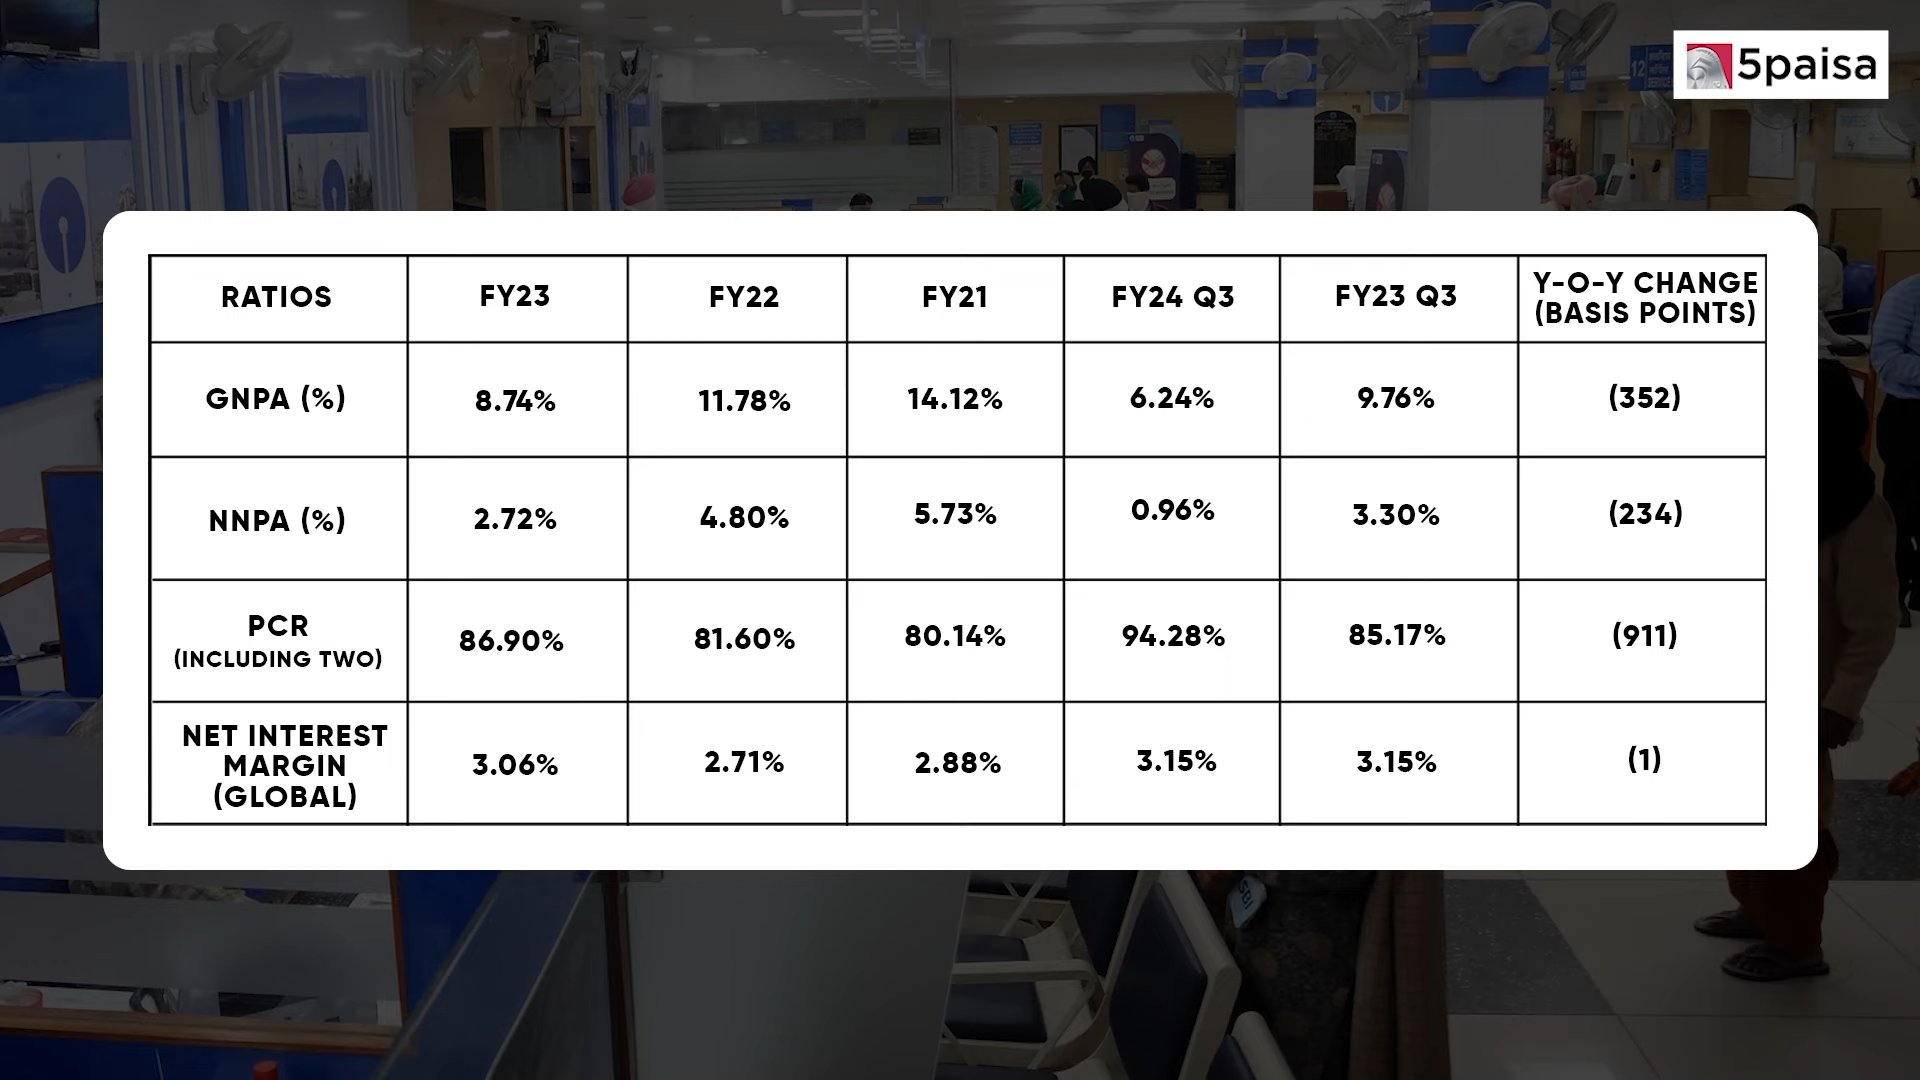 5paisa
RATIOS FY23 FY22 FY21 FY24 Q3 FY23 Q3 Y-O-Y CHANGE (BASIS POINTS)
GNPA (%) 8.74% 11.78% 14.12% 6.24% 9.76% (352)
NNPA (%) 2.72% 4.80% 5.73% 0.96% 3.30% (234)
PCR (INCLUDING TWO) 86.90% 81.60% 80.14% 94.28% 85.17% (911)
NET INTEREST MARGIN (GLOBAL) 3.06% 2.71% 2.88% 3.15% 3.15% (1)
12
SBI